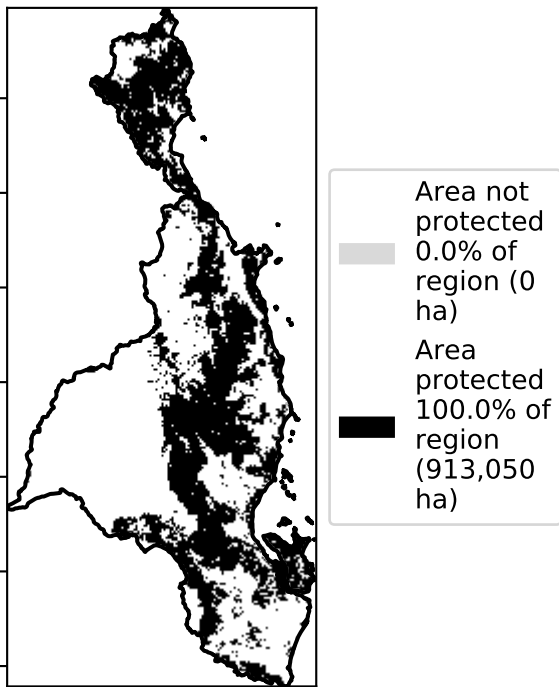 Area not
protected
0.0% of
region (0
ha)
Area
protected
100.0% of
region
(913,050
ha)